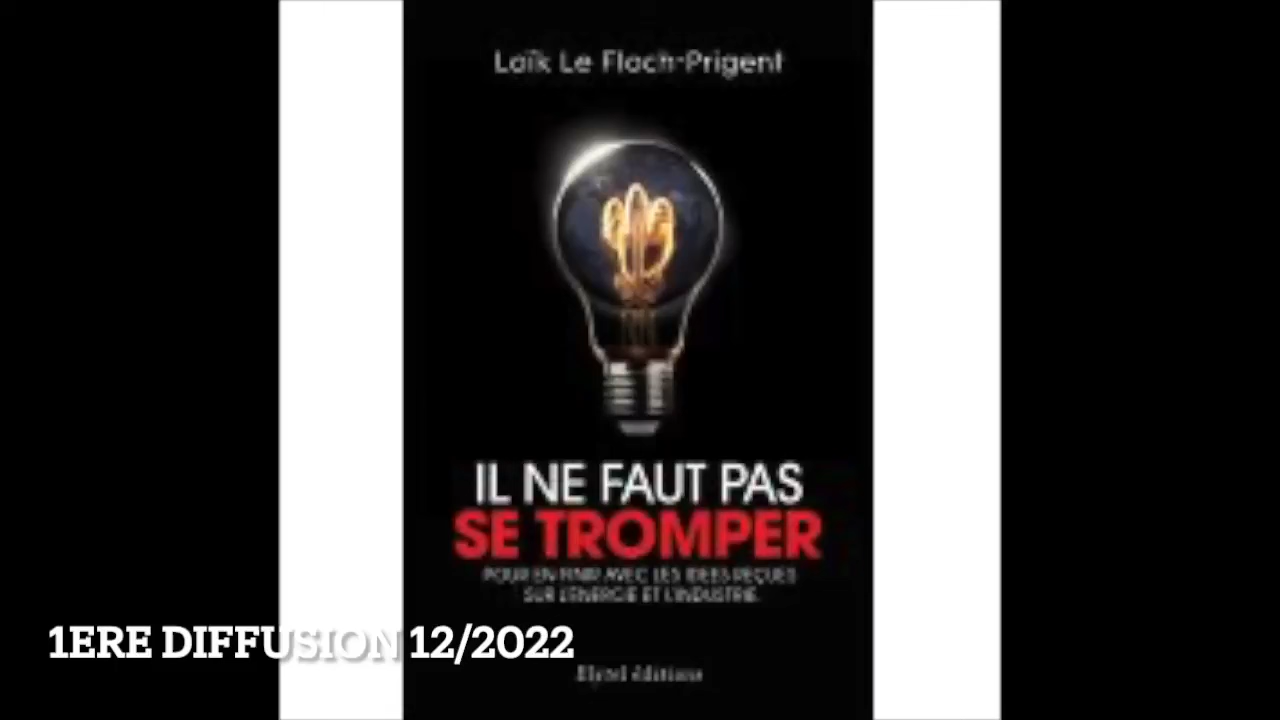 Loïk Le Floch-Prigent
IL NE FAUT PAS
SE TROMPER
POUR EN FINIR AVEC LES IDÉES REÇUES
SUR L'ÉNERGIE ET L'INDUSTRIE.
1ERE DIFFUSION 12/2022
éditions